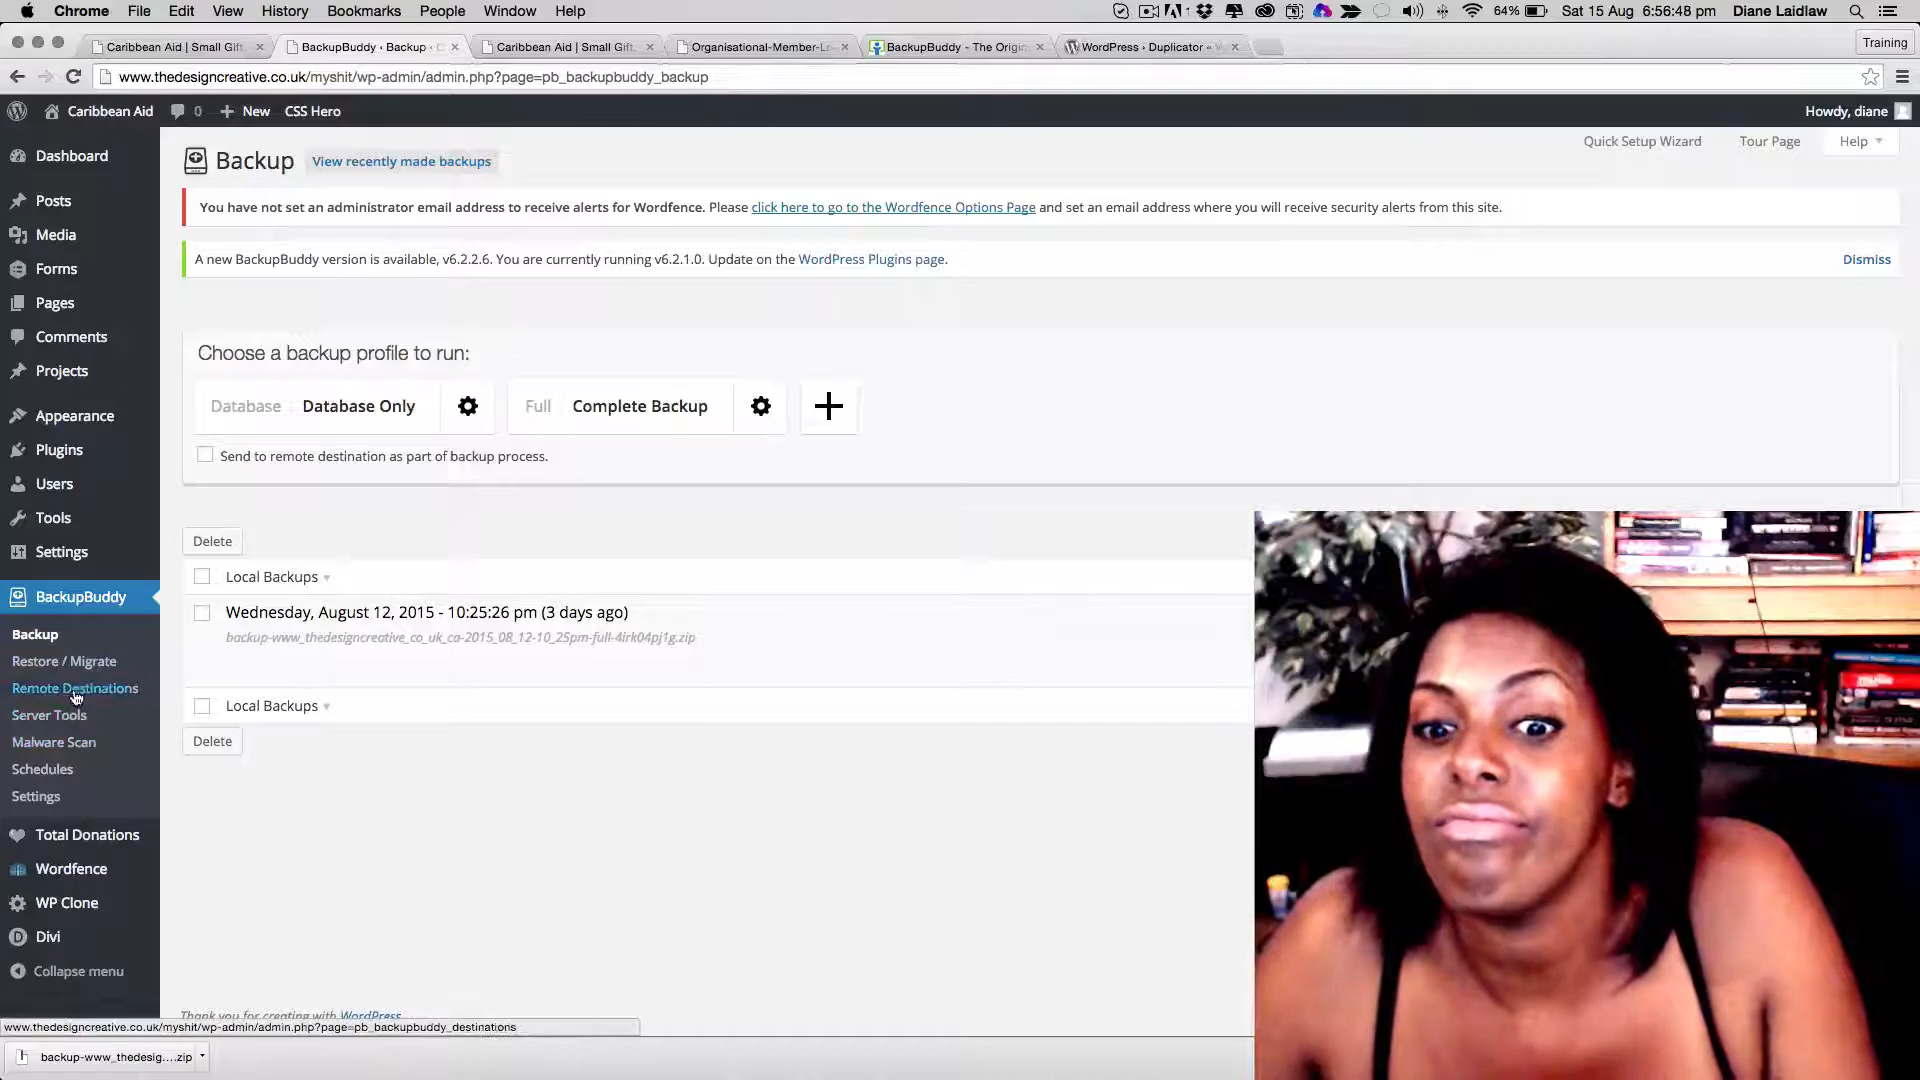 Chrome File Edit View History Bookmarks People Window Help
64% Sat 15 Aug 6:56:48 pm Diane Laidlaw
Caribbean Aid | Small Gift
BackupBuddy ‹ Backup ‹ C
Caribbean Aid | Small Gift
Organisational-Member-L
BackupBuddy - The Origin
WordPress › Duplicator «
Training
www.thedesigncreative.co.uk/myshit/wp-admin/admin.php?page=pb_backupbuddy_backup
Caribbean Aid 0 New CSS Hero
Howdy, diane
Dashboard
Posts
Media
Forms
Pages
Comments
Projects
Appearance
Plugins
Users
Tools
Settings
BackupBuddy
Backup
Restore / Migrate
Remote Destinations
Server Tools
Malware Scan
Schedules
Settings
Total Donations
Wordfence
WP Clone
Divi
Collapse menu
Backup View recently made backups
Quick Setup Wizard Tour Page Help
You have not set an administrator email address to receive alerts for Wordfence. Please click here to go to the Wordfence Options Page and set an email address where you will receive security alerts from this site.
A new BackupBuddy version is available, v6.2.2.6. You are currently running v6.2.1.0. Update on the WordPress Plugins page.
Dismiss
Choose a backup profile to run:
Database Database Only
Full Complete Backup
Send to remote destination as part of backup process.
Delete
Local Backups
Wednesday, August 12, 2015 - 10:25:26 pm (3 days ago)
backup-www_thedesigncreative_co_uk_ca-2015_08_12-10_25pm-full-4irk04pj1g.zip
Local Backups
Delete
Thank you for creating with WordPress
www.thedesigncreative.co.uk/myshit/wp-admin/admin.php?page=pb_backupbuddy_destinations
backup-www_thedesig....zip